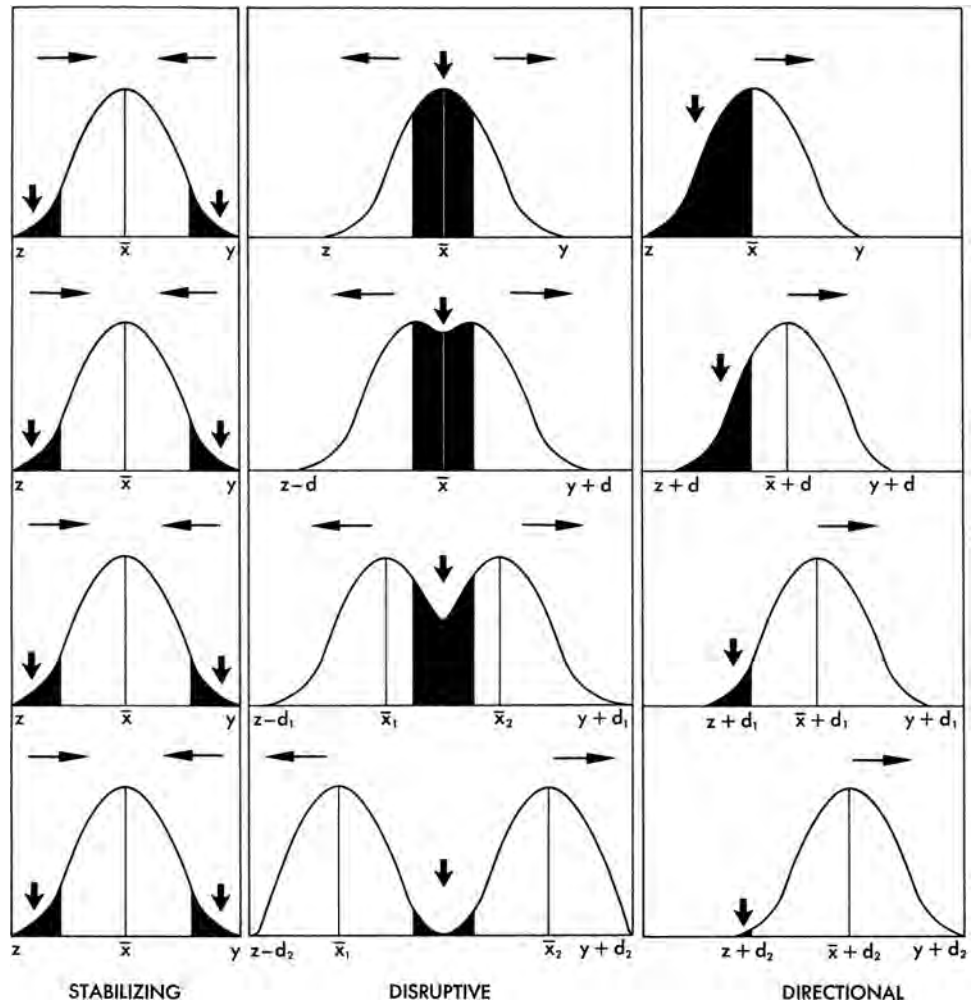 z x̄ y z x̄ y z x̄ y
z x̄ y z–d x̄ y + d z + d x̄ + d y + d
z x̄ y z–d₁ x̄₁ x̄₂ y + d₁ z + d₁ x̄ + d₁ y + d₁
z x̄ y z–d₂ x̄₁ x̄₂ y + d₂ z + d₂ x̄ + d₂ y + d₂
STABILIZING DISRUPTIVE DIRECTIONAL